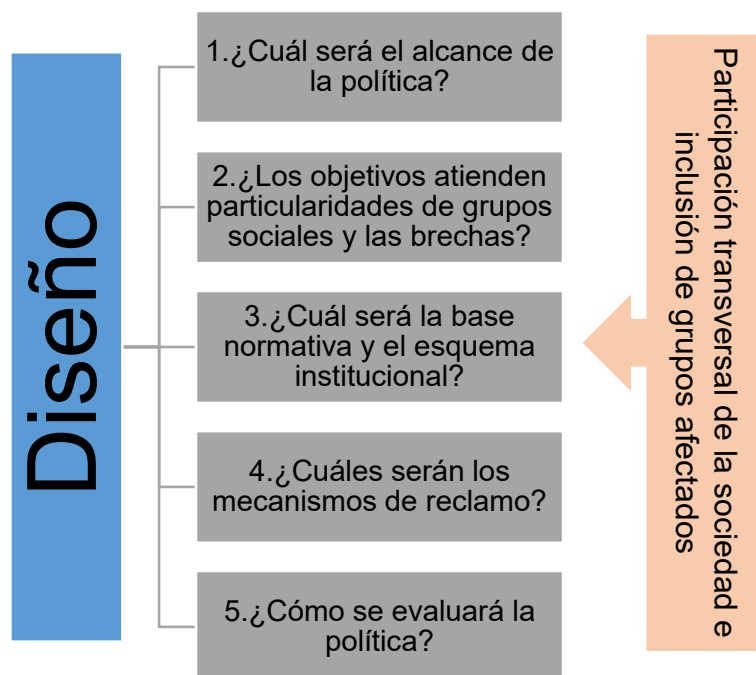 Diseño
1.¿Cuál será el alcance de
la política?
2.¿Los objetivos atienden
particularidades de grupos
sociales y las brechas?
3.¿Cuál será la base
normativa y el esquema
institucional?
4.¿Cuáles serán los
mecanismos de reclamo?
5.¿Cómo se evaluará la
política?
Participación transversal de la sociedad e
inclusión de grupos afectados